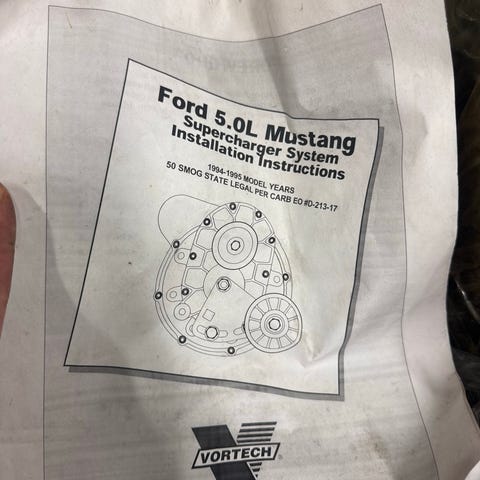 Ford 5.0L Mustang
Supercharger System
Installation Instructions
1994-1995 MODEL YEARS
50 SMOG STATE LEGAL PER CARB EO #D-213-17
VORTECH®